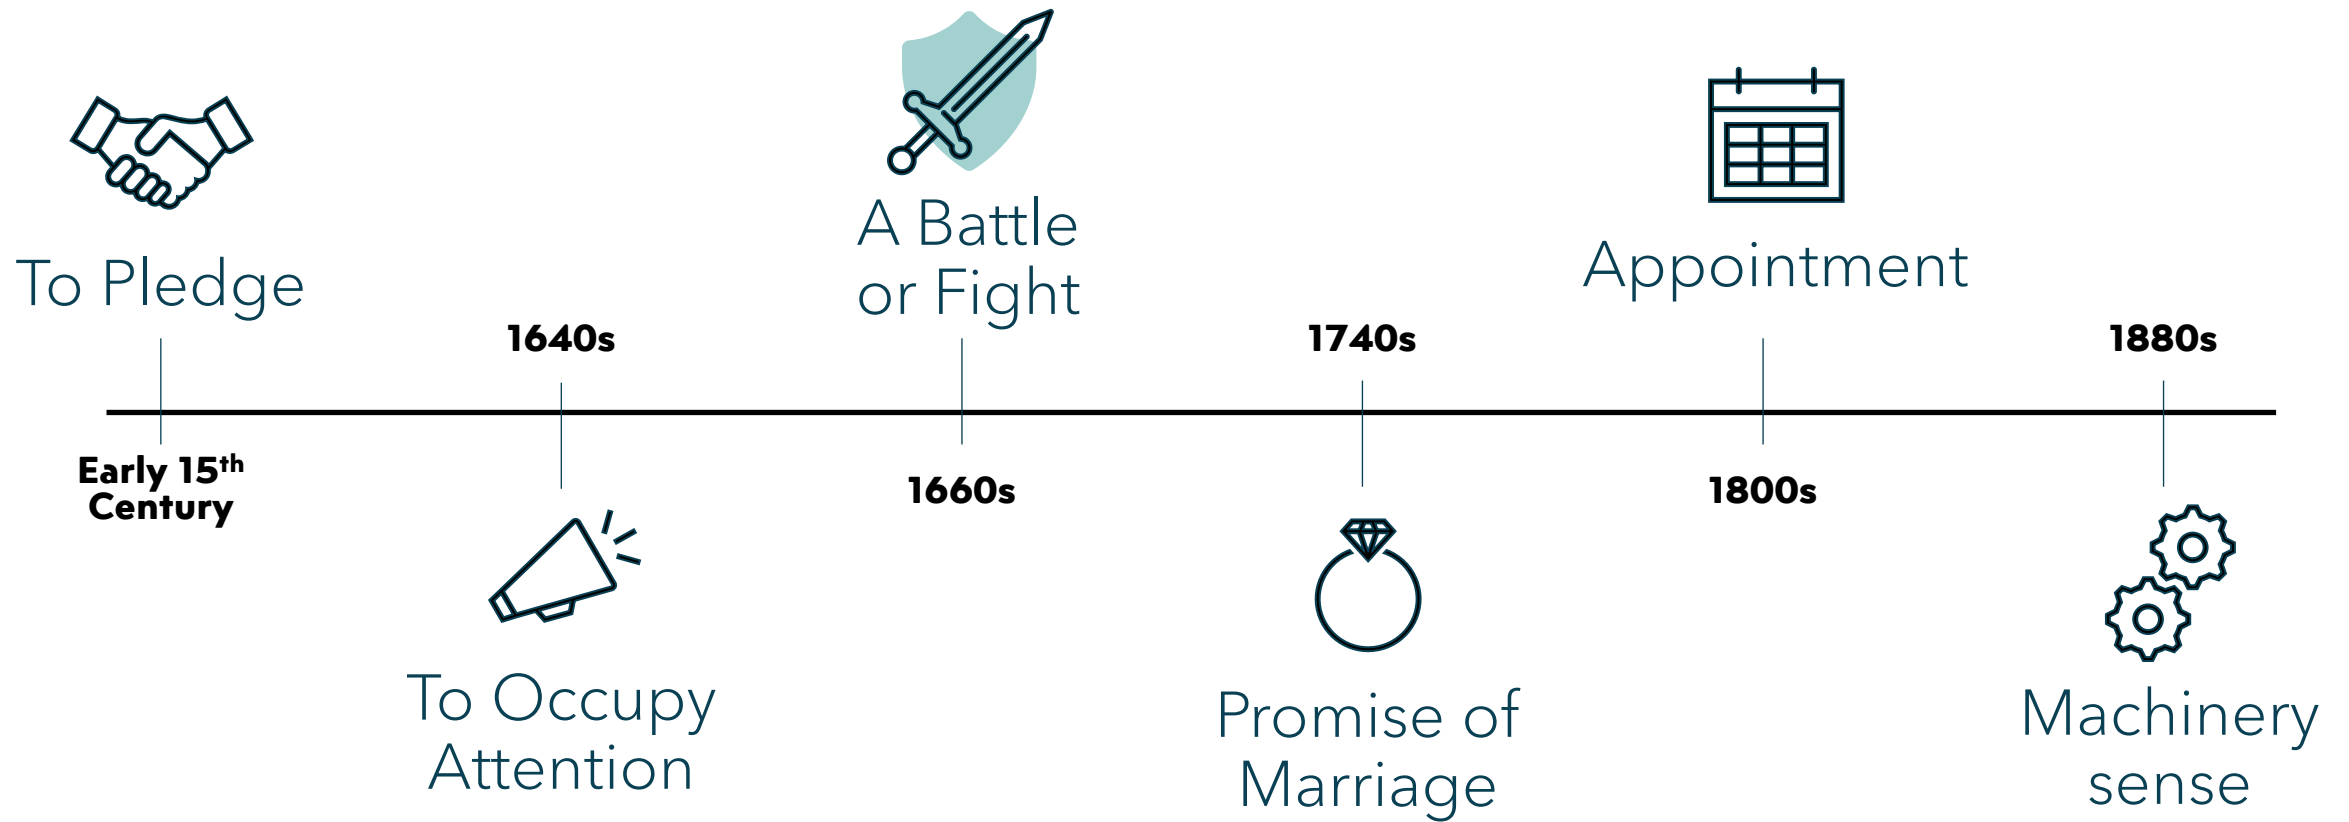 To Pledge
Early 15th
Century
1640s
To Occupy
Attention
A Battle
or Fight
1660s
1740s
Promise of
Marriage
Appointment
1800s
1880s
Machinery
sense